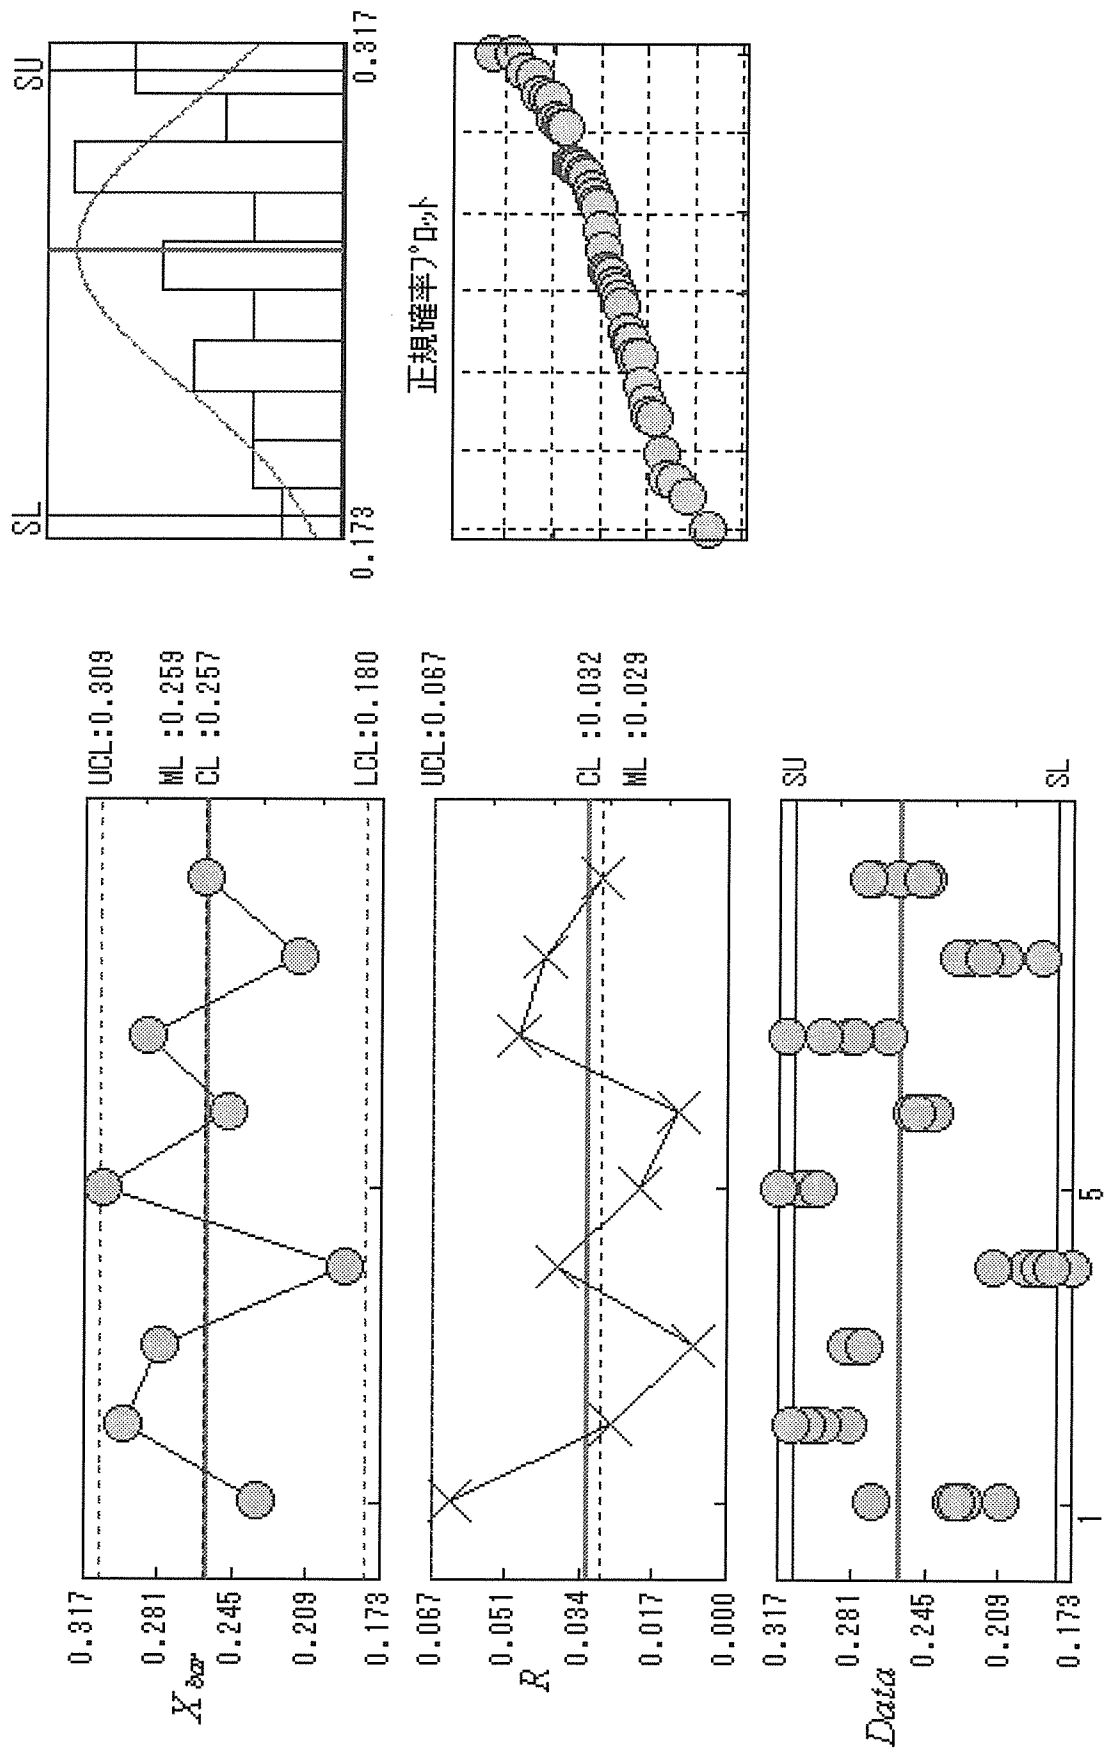 X bar
0.317
0.281
0.245
0.209
0.173
UCL:0.309
ML :0.259
CL :0.257
LCL:0.180
R
0.067
0.051
0.034
0.017
0.000
UCL:0.067
CL :0.032
ML :0.029
Data
0.317
0.281
0.245
0.209
0.173
SU
SL
1
5
SL
SU
0.173
0.317
正規確率プロット